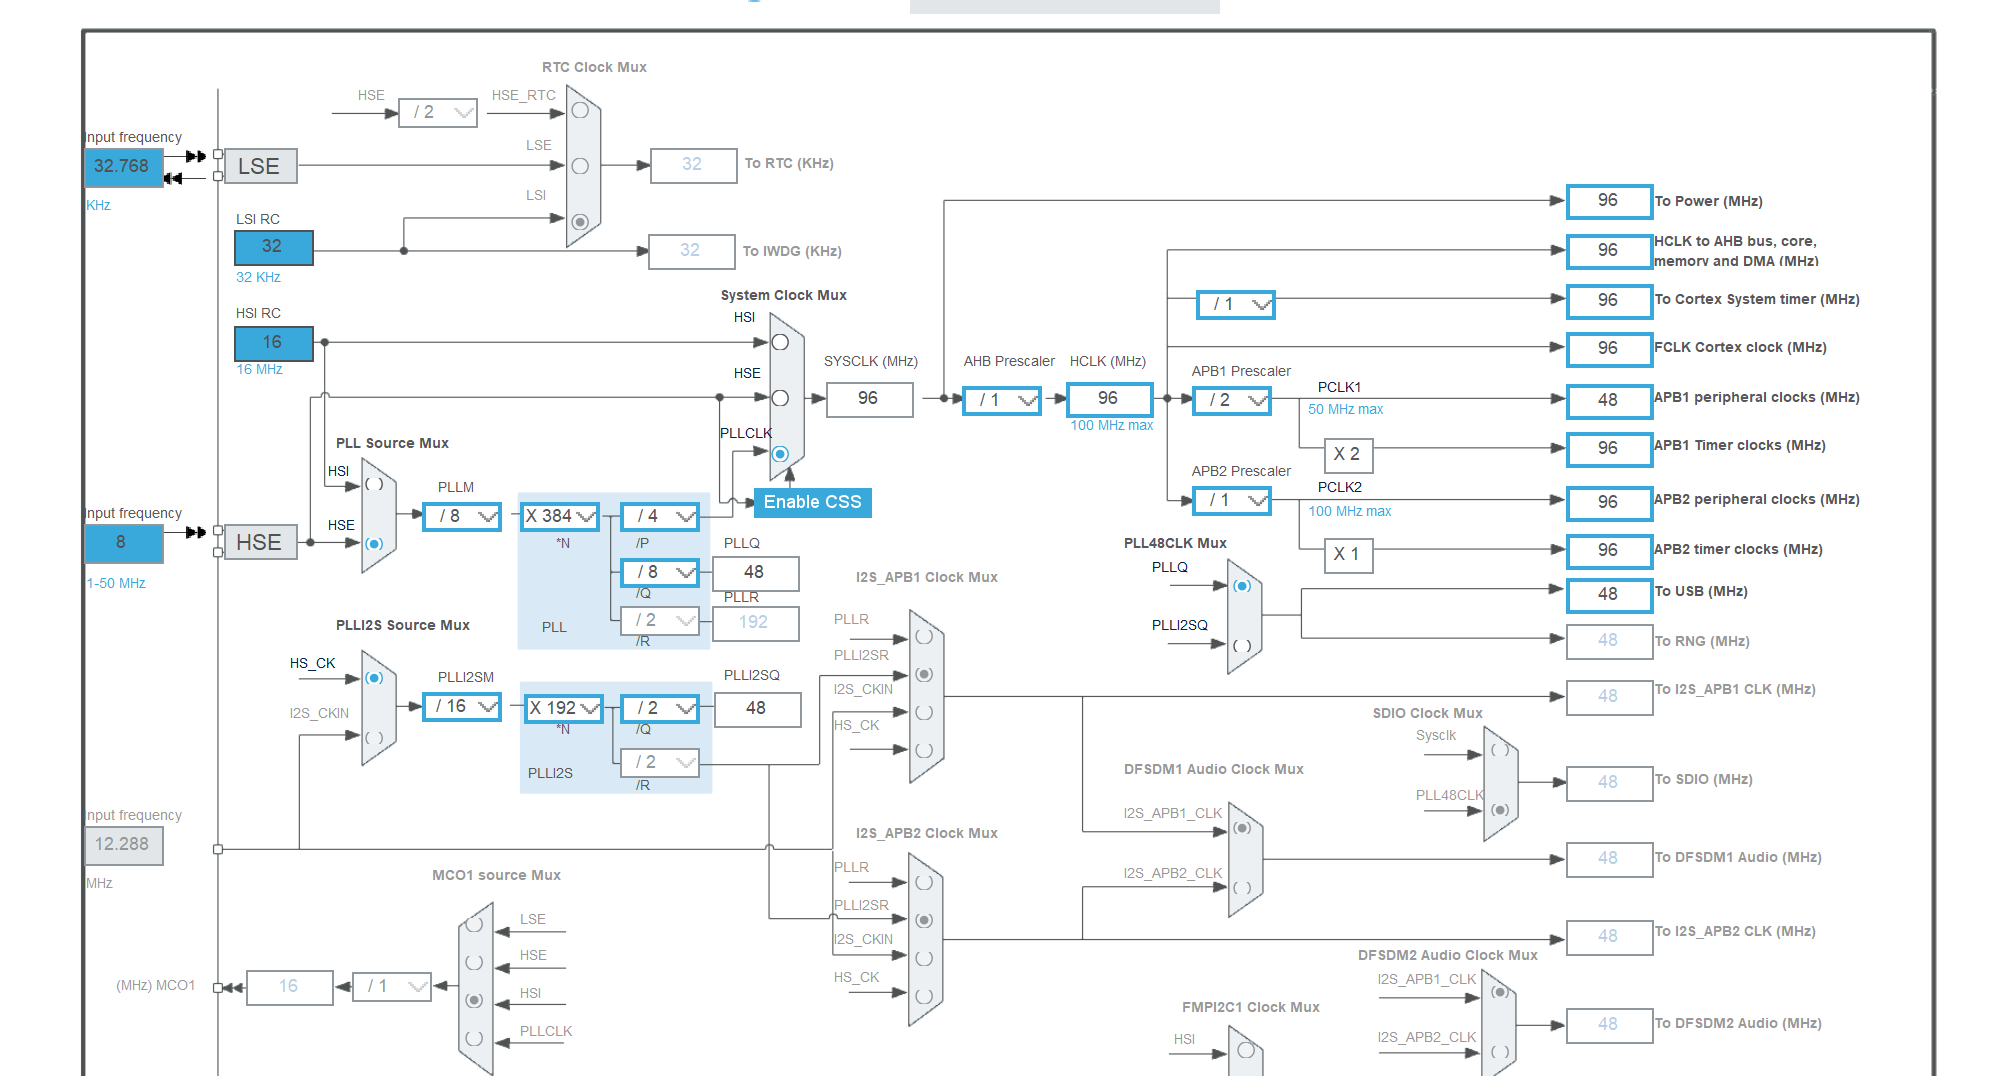 RTC Clock Mux
HSE
/ 2
HSE_RTC
Input frequency
LSE
32.768
LSE
32
To RTC (KHz)
KHz
LSI
LSI RC
32
32
To IWDG (KHz)
32 KHz
96
To Power (MHz)
96
HCLK to AHB bus, core,
memory and DMA (MHz)
System Clock Mux
HSI RC
HSI
/ 1
96
To Cortex System timer (MHz)
16
16 MHz
HSE
SYSCLK (MHz)
AHB Prescaler
HCLK (MHz)
96
FCLK Cortex clock (MHz)
APB1 Prescaler
PCLK1
96
/ 1
96
/ 2
48
APB1 peripheral clocks (MHz)
50 MHz max
100 MHz max
PLL Source Mux
PLLCLK
X 2
96
APB1 Timer clocks (MHz)
HSI
PLLM
APB2 Prescaler
PCLK2
/ 1
96
APB2 peripheral clocks (MHz)
100 MHz max
Enable CSS
Input frequency
HSE
/ 8
X 384
/ 4
8
HSE
*N
/P
PLLQ
PLL48CLK Mux
X 1
96
APB2 timer clocks (MHz)
1-50 MHz
/ 8
48
I2S_APB1 Clock Mux
PLLQ
/Q
PLLR
48
To USB (MHz)
PLLI2S Source Mux
PLL
/ 2
192
PLLR
PLLI2SQ
/R
48
To RNG (MHz)
HS_CK
PLLI2SM
PLLI2SQ
PLLI2SR
I2S_CKIN
48
To I2S_APB1 CLK (MHz)
I2S_CKIN
/ 16
X 192
/ 2
48
*N
/Q
HS_CK
SDIO Clock Mux
Sysclk
PLLI2S
/ 2
/R
DFSDM1 Audio Clock Mux
48
To SDIO (MHz)
PLL48CLK
Input frequency
12.288
MHz
I2S_APB2 Clock Mux
I2S_APB1_CLK
MCO1 source Mux
PLLR
I2S_APB2_CLK
48
To DFSDM1 Audio (MHz)
LSE
PLLI2SR
HSE
I2S_CKIN
48
To I2S_APB2 CLK (MHz)
(MHz) MCO1
16
/ 1
HSI
HS_CK
DFSDM2 Audio Clock Mux
I2S_APB1_CLK
PLLCLK
FMPI2C1 Clock Mux
HSI
48
To DFSDM2 Audio (MHz)
I2S_APB2_CLK